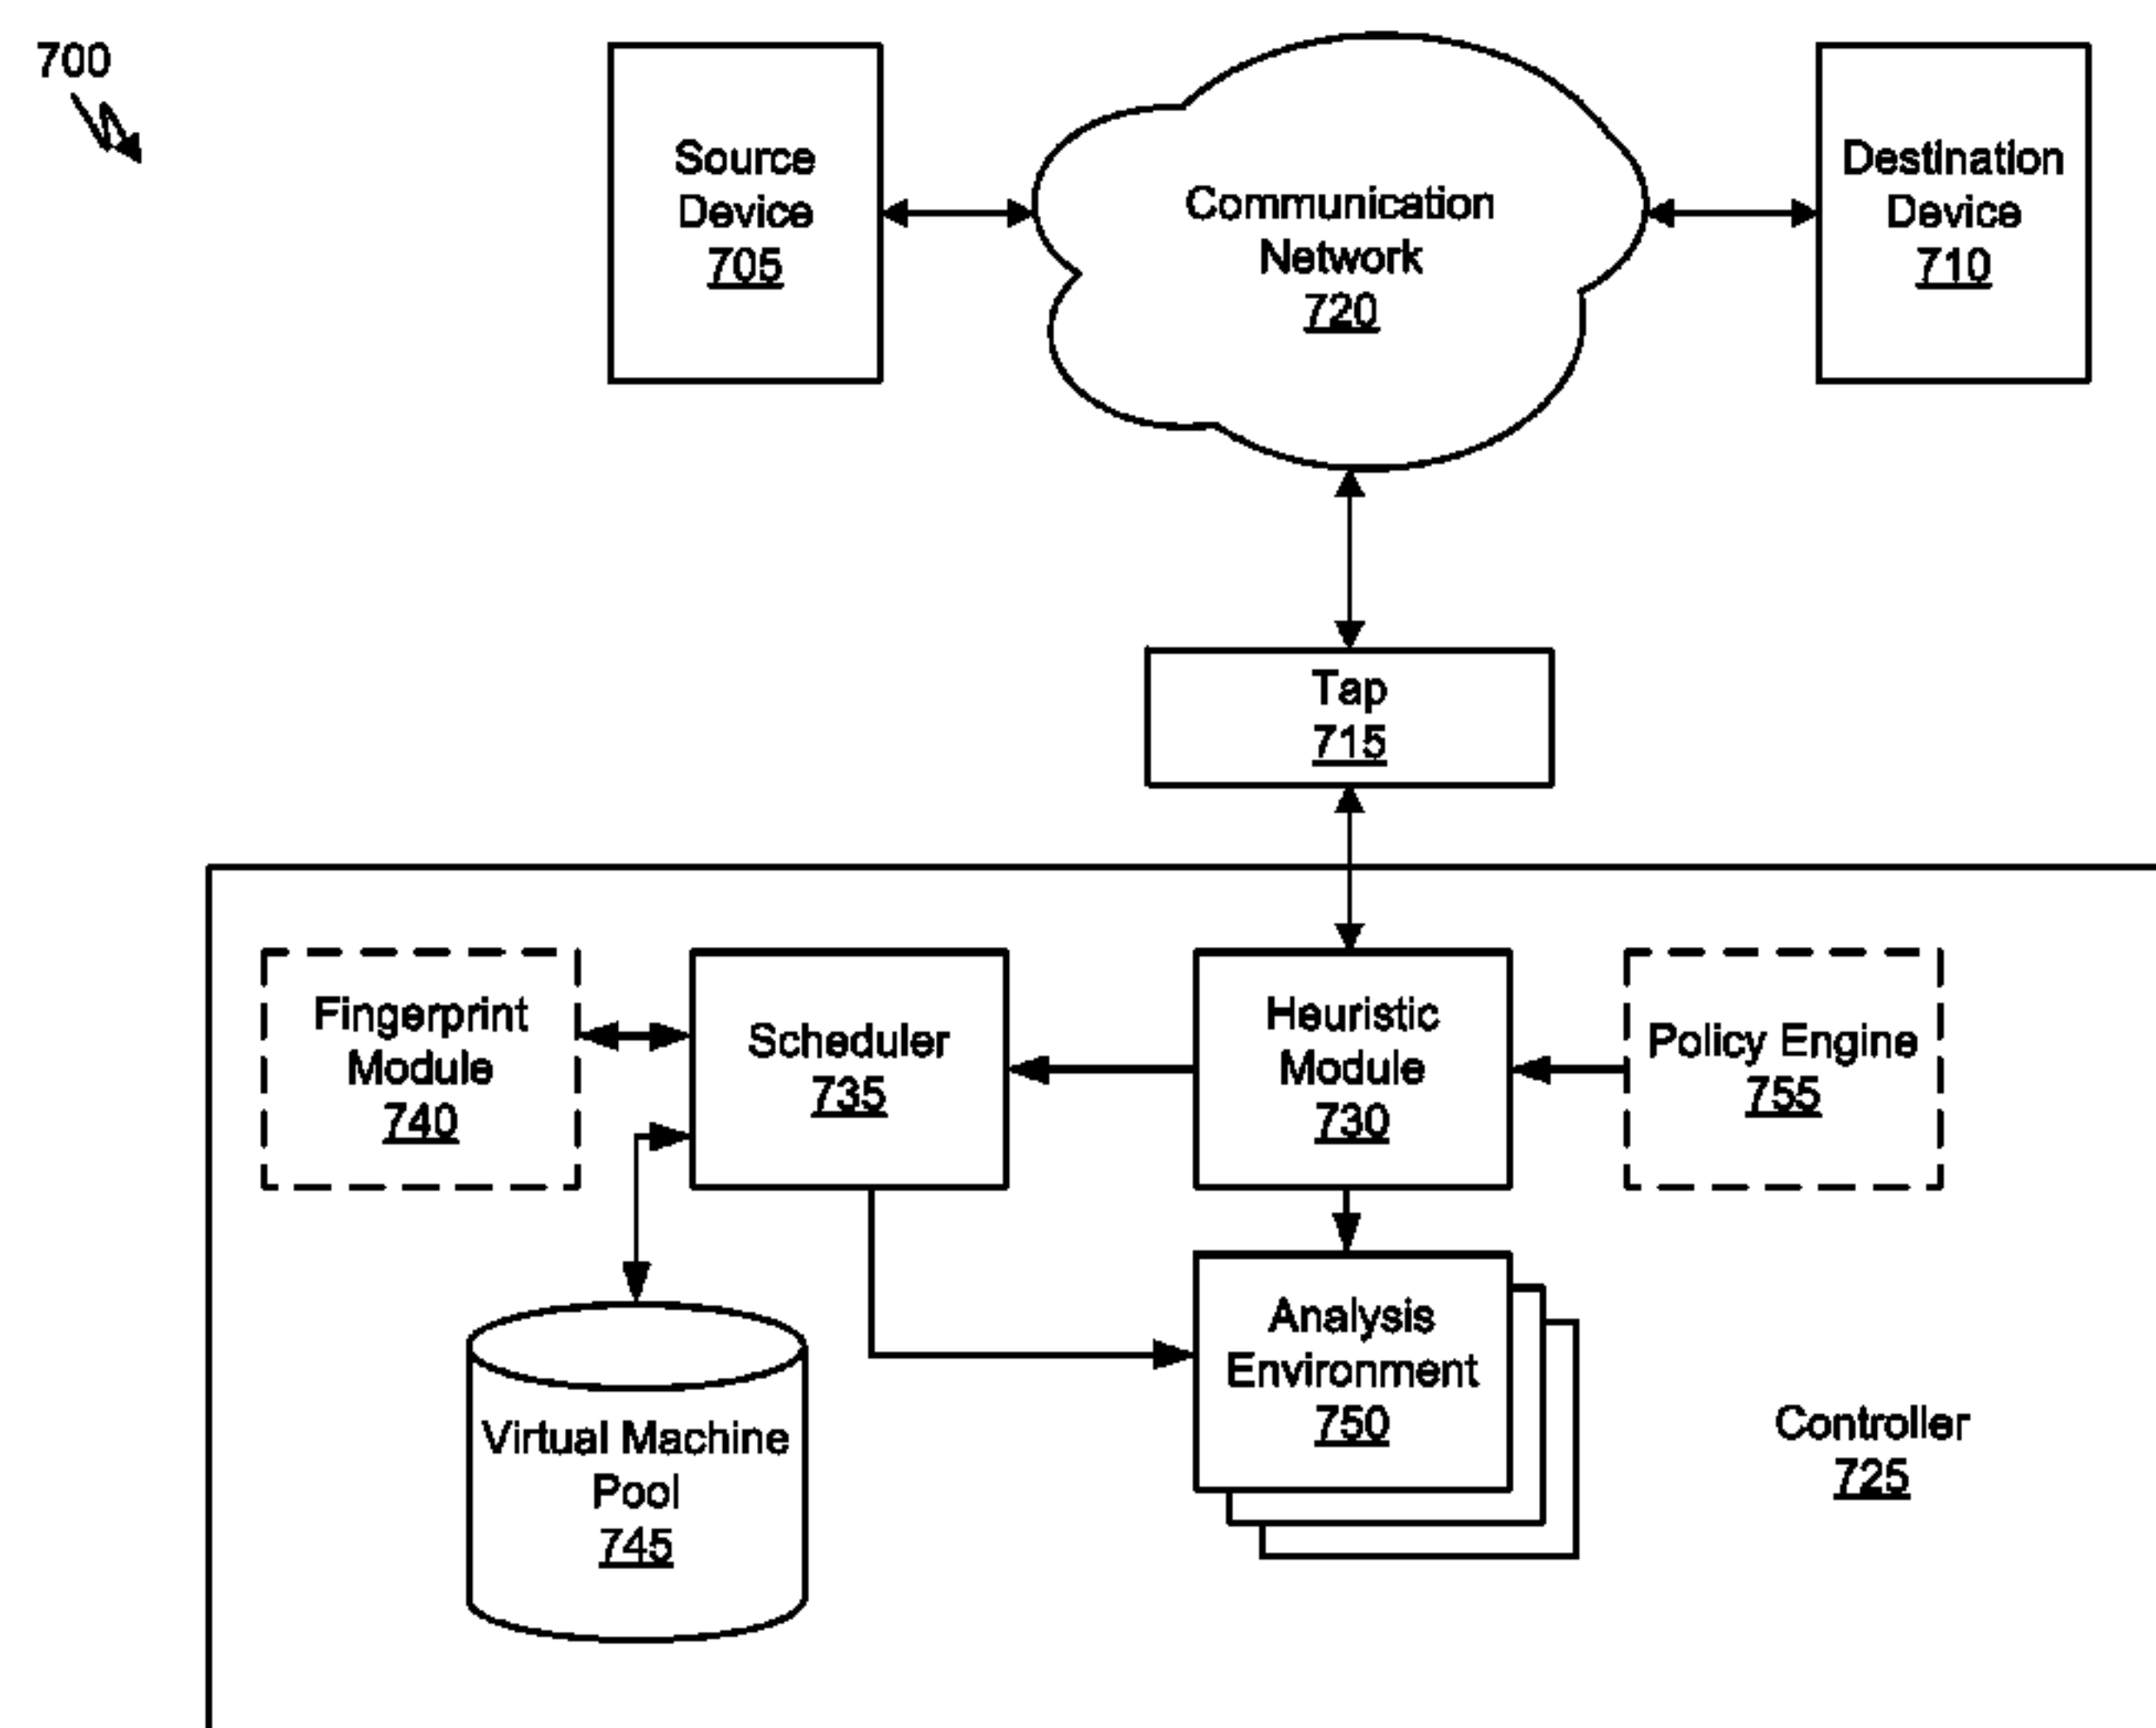 700
Source
Device
705
Communication
Network
720
Destination
Device
710
Tap
715
Fingerprint
Module
740
Scheduler
735
Heuristic
Module
730
Policy Engine
755
Virtual Machine
Pool
745
Analysis
Environment
750
Controller
725